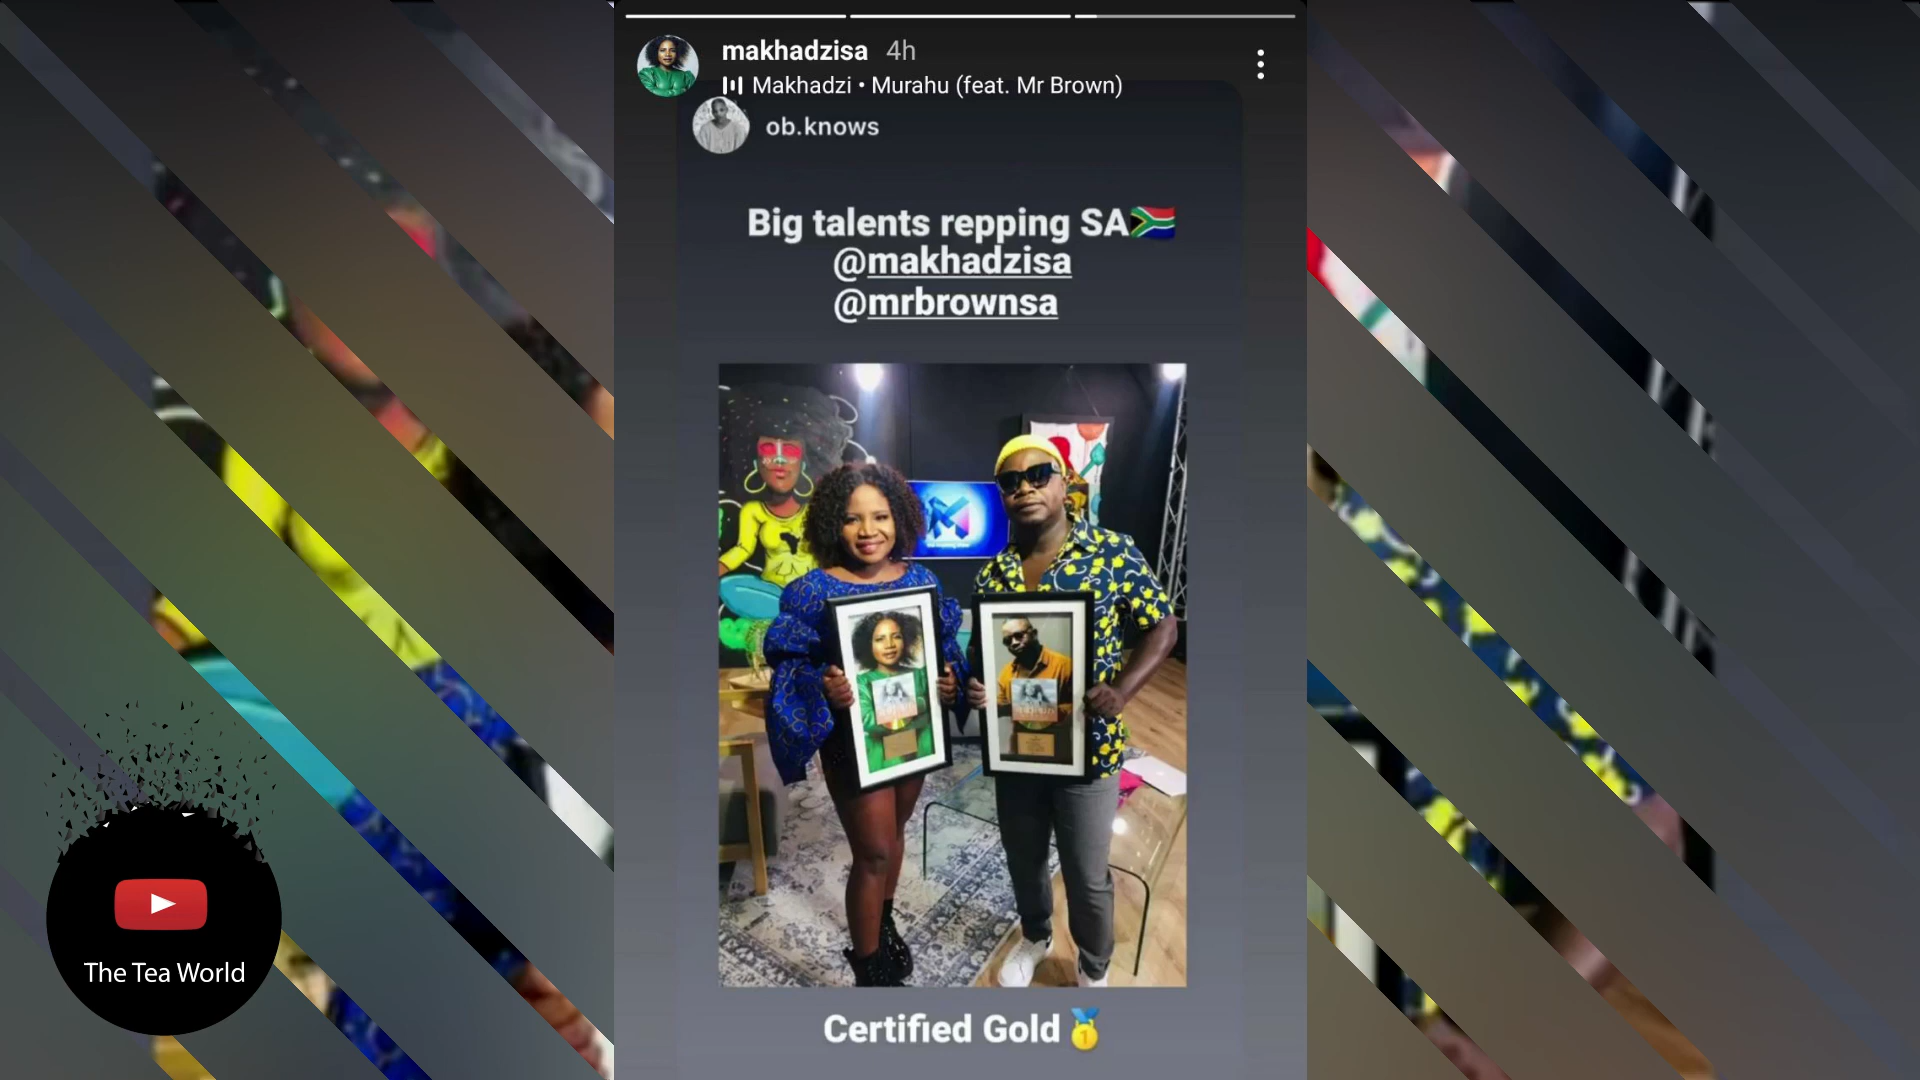 makhadzisa 4h
Makhadzi • Murahu (feat. Mr Brown)
ob.knows
Big talents repping SA🇿🇦
@makhadzisa
@mrbrownsa
Certified Gold🥇
The Tea World